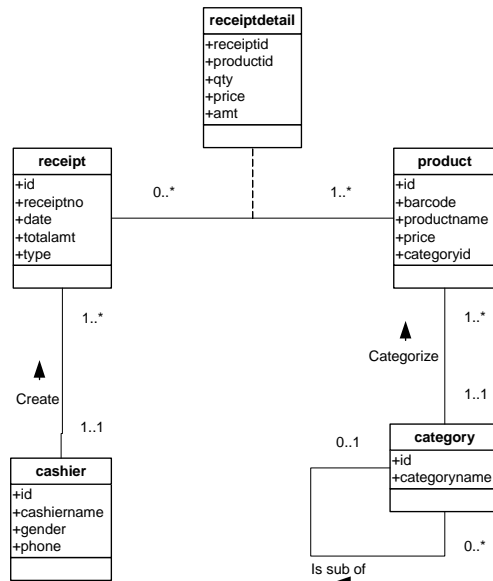 receiptdetail
+receiptid
+productid
+qty
+price
+amt
receipt
+id
+receiptno
+date
+totalamt
+type
0..*
1..*
product
+id
+barcode
+productname
+price
+categoryid
1..*
Create
1..1
1..*
Categorize
1..1
cashier
+id
+cashiername
+gender
+phone
0..1
category
+id
+categoryname
0..*
Is sub of